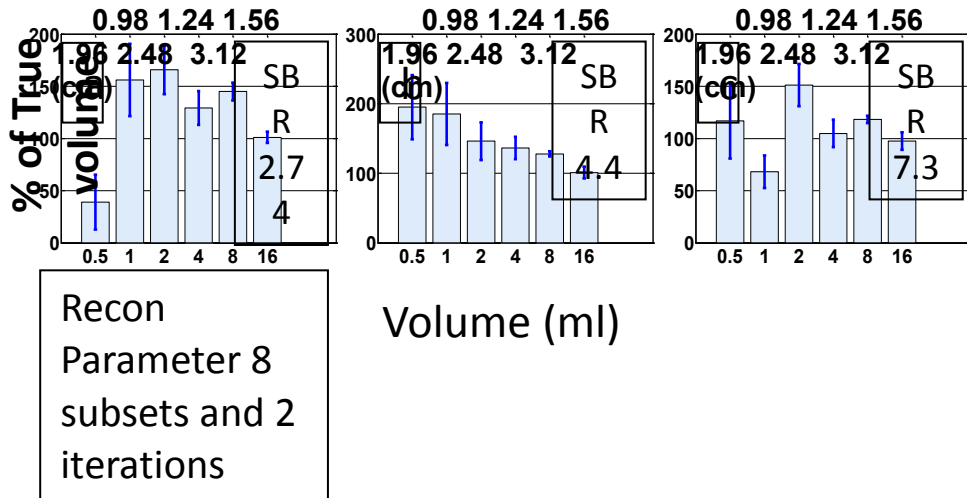 0.98 1.24 1.56
1.96 2.48 3.12
(cm)
% of True
volume
200
150
100
50
0
SB
R
2.7
4
0.5 1 2 4 8 16
0.98 1.24 1.56
1.96 2.48 3.12
(cm)
300
200
100
0
SB
R
4.4
0.5 1 2 4 8 16
0.98 1.24 1.56
1.96 2.48 3.12
(cm)
200
150
100
50
0
SB
R
7.3
0.5 1 2 4 8 16
Volume (ml)
Recon
Parameter 8
subsets and 2
iterations